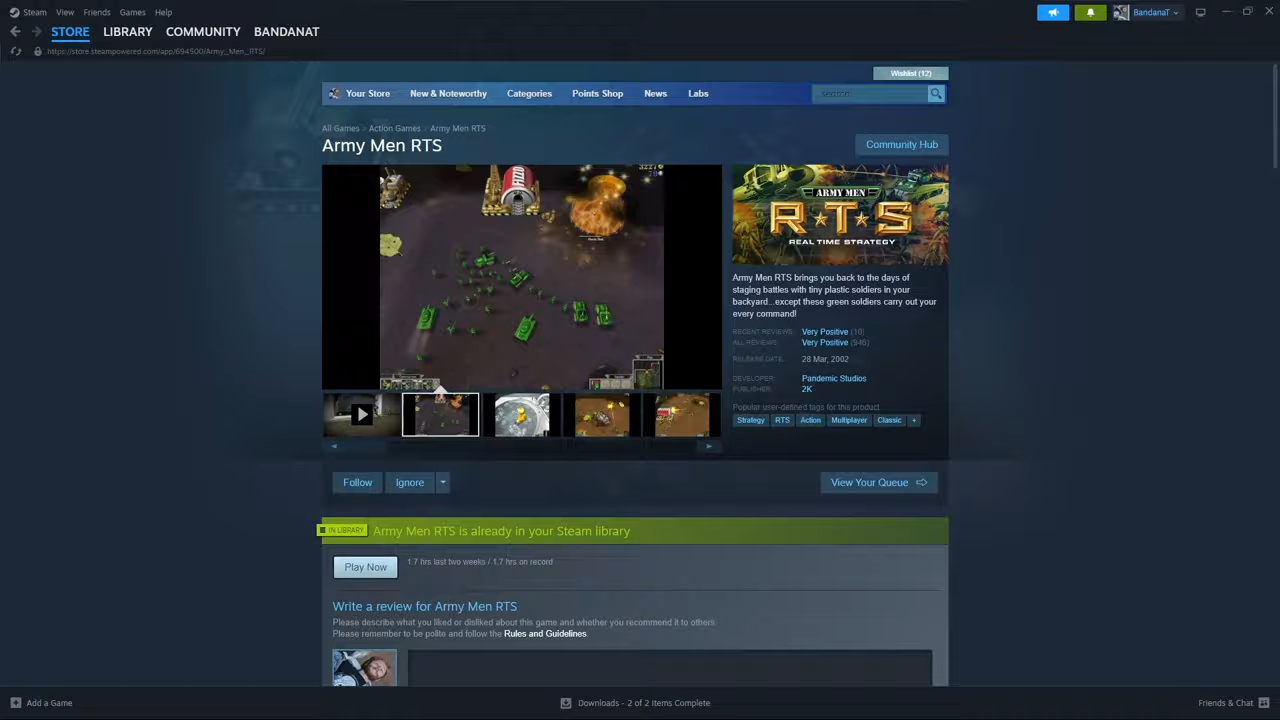 Steam View Friends Games Help
BandanaT
STORE LIBRARY COMMUNITY BANDANAT
https://store.steampowered.com/app/694500/Army_Men_RTS/
Wishlist (12)
Your Store New & Noteworthy Categories Points Shop News Labs search
All Games > Action Games > Army Men RTS
Army Men RTS
Community Hub
ARMY MEN
R★T★S
REAL TIME STRATEGY
Army Men RTS brings you back to the days of
staging battles with tiny plastic soldiers in your
backyard...except these green soldiers carry out your
every command!
RECENT REVIEWS: Very Positive (10)
ALL REVIEWS: Very Positive (946)
RELEASE DATE: 28 Mar, 2002
DEVELOPER: Pandemic Studios
PUBLISHER: 2K
Popular user-defined tags for this product
Strategy RTS Action Multiplayer Classic +
Follow Ignore View Your Queue
IN LIBRARY Army Men RTS is already in your Steam library
Play Now 1.7 hrs last two weeks / 1.7 hrs on record
Write a review for Army Men RTS
Please describe what you liked or disliked about this game and whether you recommend it to others.
Please remember to be polite and follow the Rules and Guidelines.
Add a Game Downloads - 2 of 2 Items Complete Friends & Chat